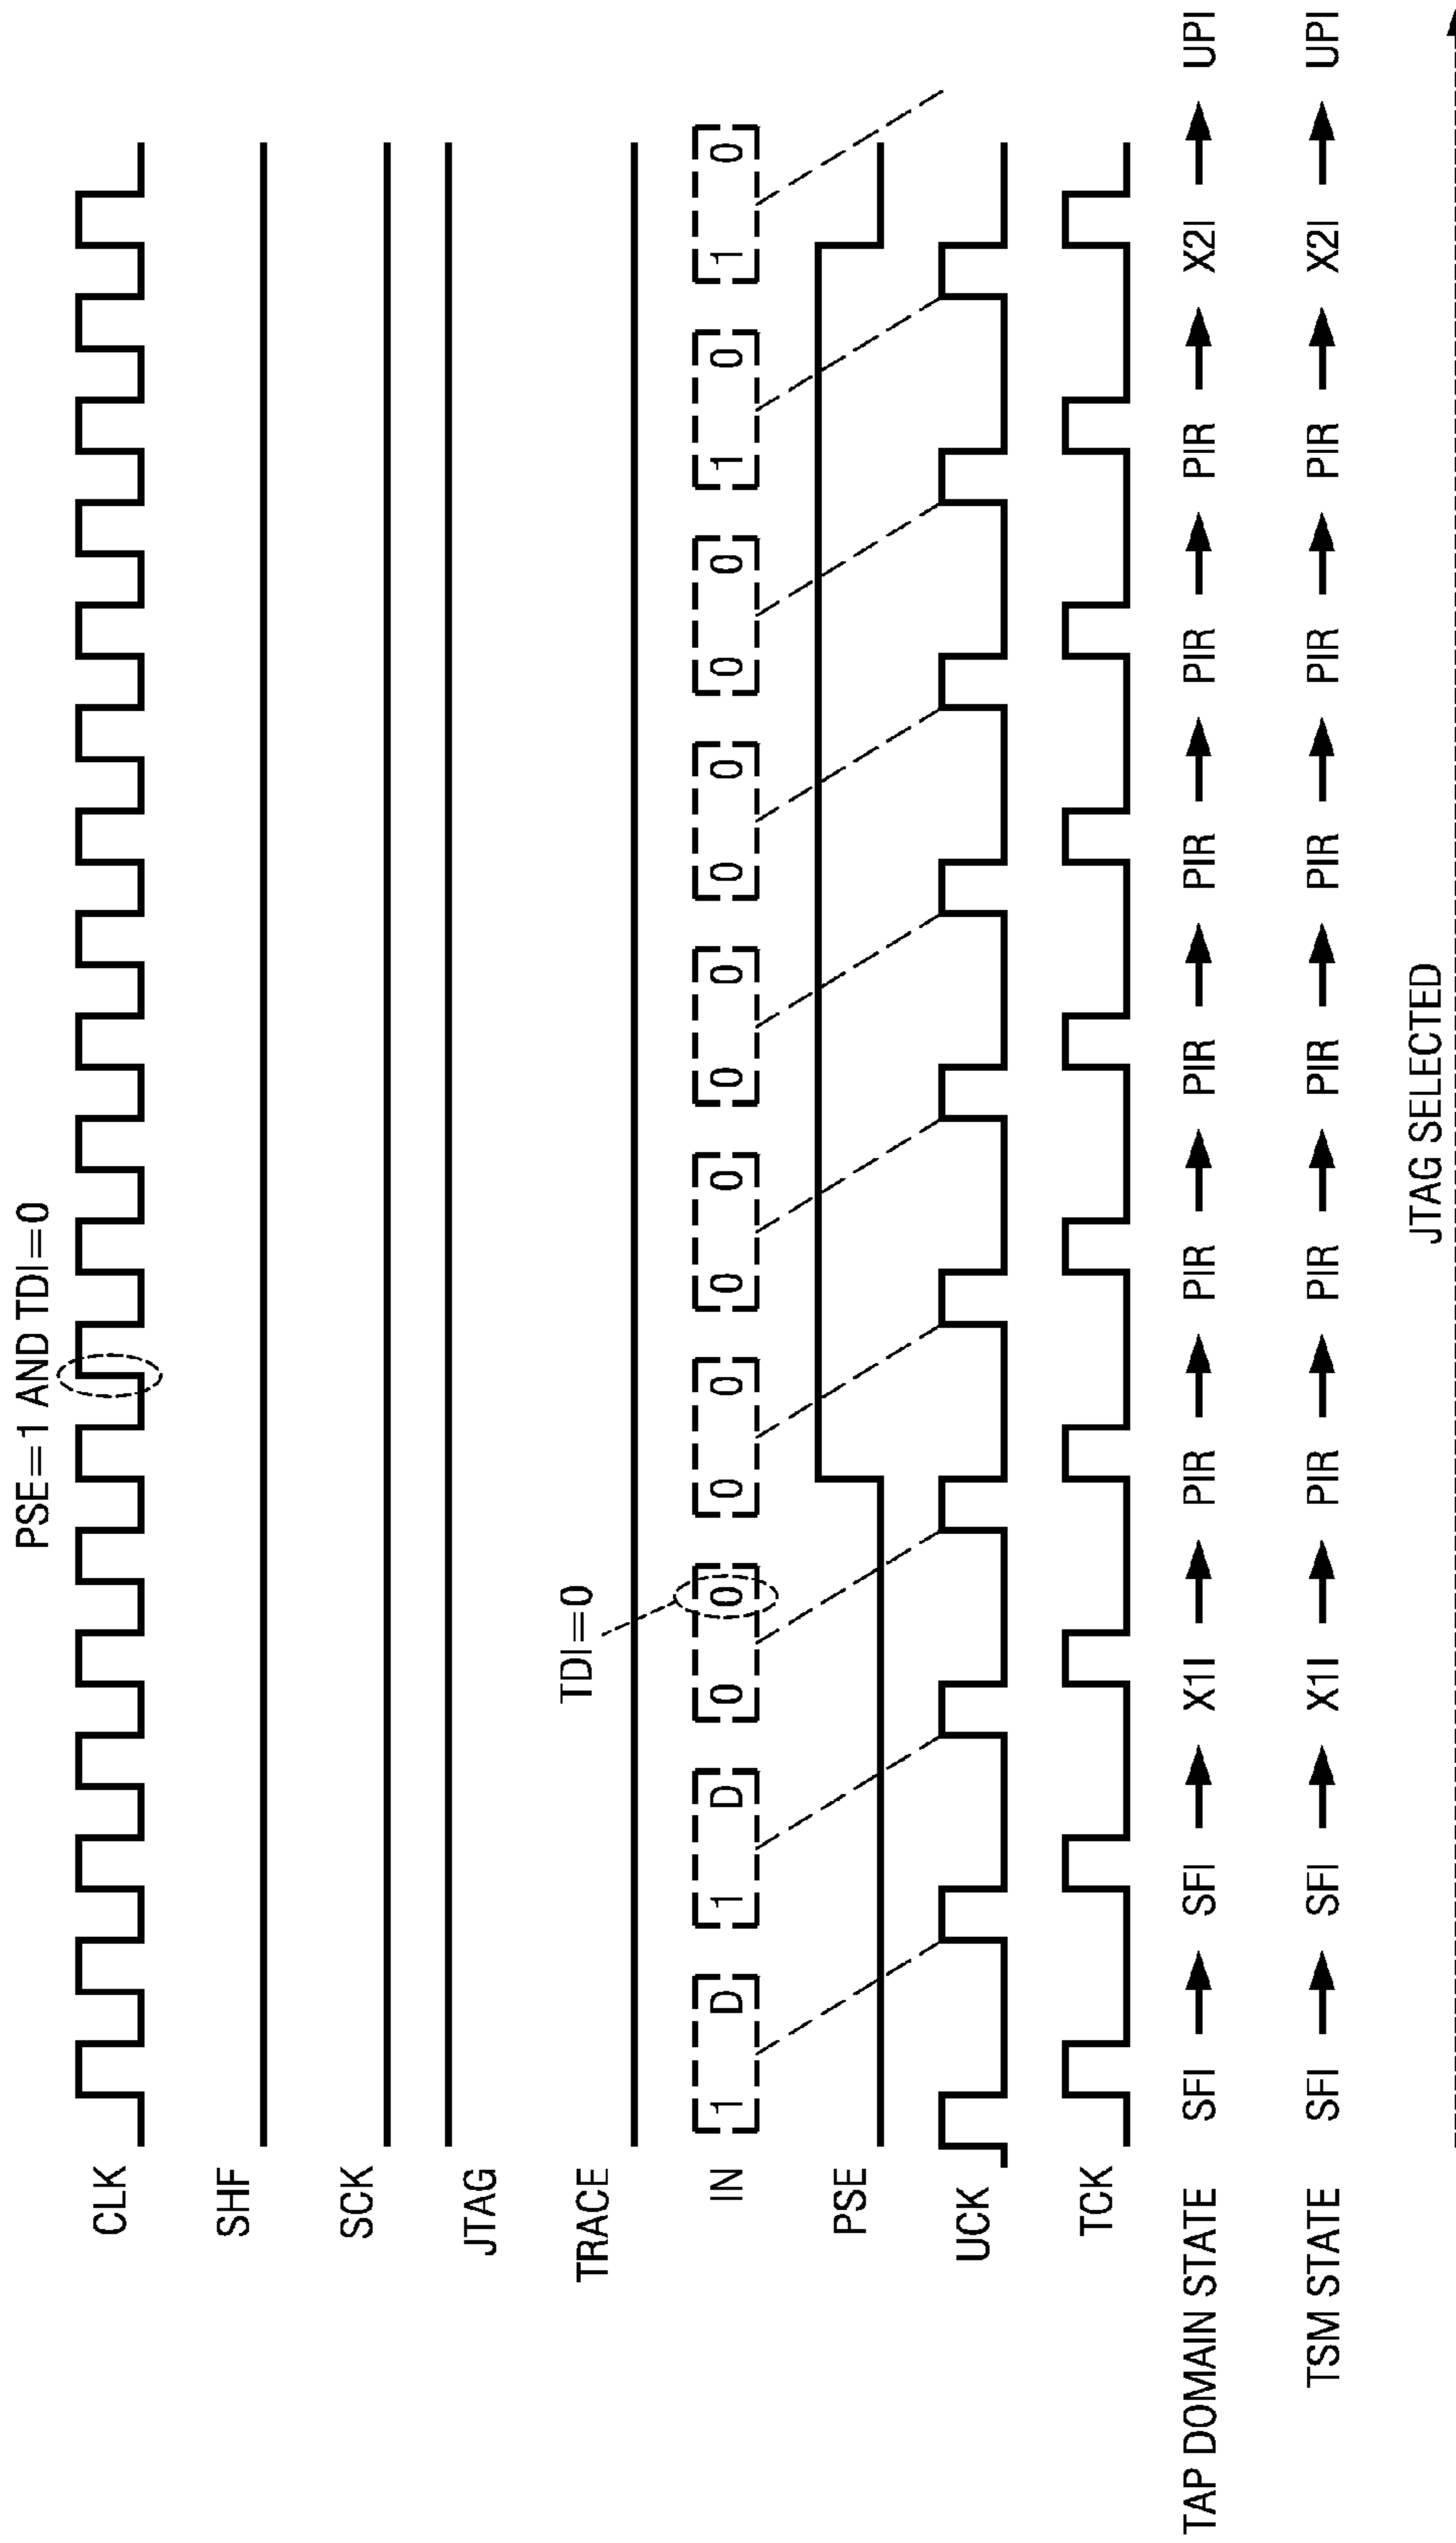 PSE=1 AND TDI=0
CLK
SHF
SCK
JTAG
TDI=0
TRACE
IN 1 D 1 D 0 0 0 0 0 0 0 0 0 0 0 0 1 0 1 0
PSE
UCK
TCK
TAP DOMAIN STATE SFI SFI X1I PIR PIR PIR PIR PIR PIR X2I UPI
TSM STATE SFI SFI X1I PIR PIR PIR PIR PIR PIR X2I UPI
JTAG SELECTED